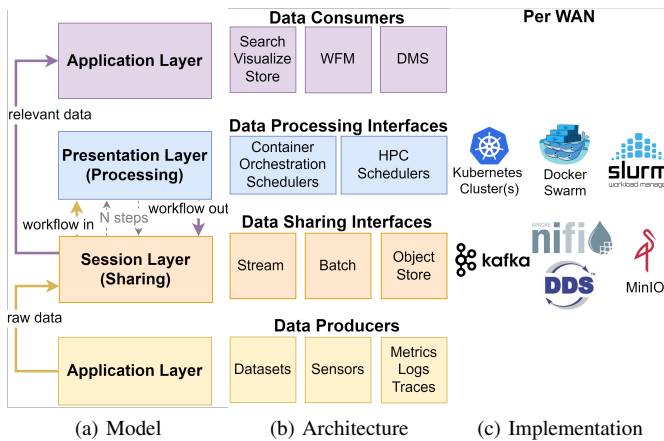 Data Consumers
Per WAN
Application Layer
Search
Visualize
Store
WFM
DMS
relevant data
Data Processing Interfaces
Presentation Layer
(Processing)
Container
Orchestration
Schedulers
HPC
Schedulers
Kubernetes
Cluster(s)
Docker
Swarm
slurm
workload manag
workflow in
N steps
workflow out
Data Sharing Interfaces
Session Layer
(Sharing)
Stream
Batch
Object
Store
kafka
APACHE
nifi
DDS
MinIO
raw data
Data Producers
Application Layer
Datasets
Sensors
Metrics
Logs
Traces
(a) Model
(b) Architecture
(c) Implementation